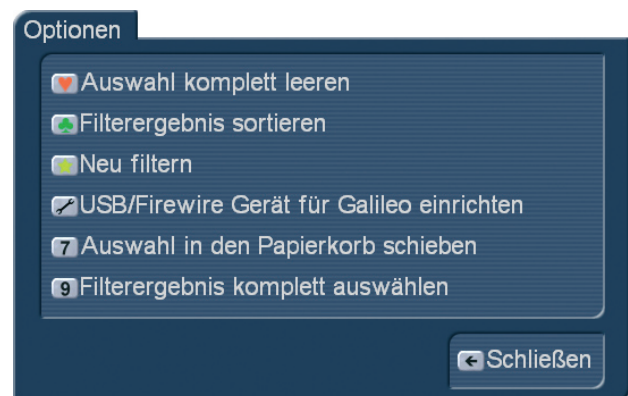 Optionen
Auswahl komplett leeren
Filterergebnis sortieren
Neu filtern
USB/Firewire Gerät für Galileo einrichten
7 Auswahl in den Papierkorb schieben
9 Filterergebnis komplett auswählen
Schließen